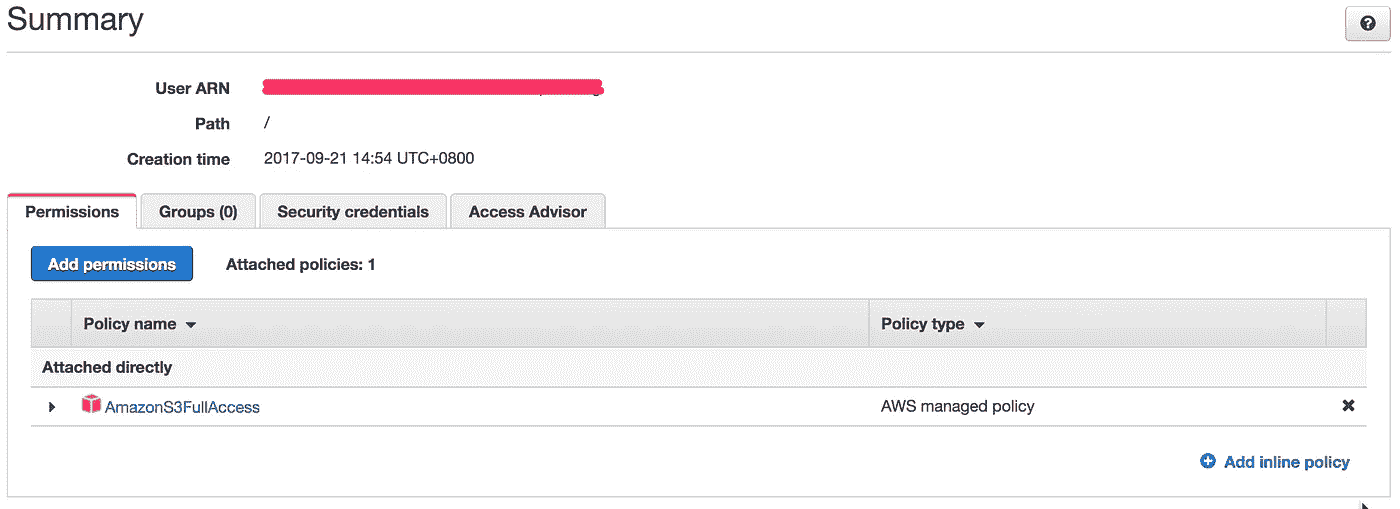 Summary
User ARN
Path /
Creation time 2017-09-21 14:54 UTC+0800
Permissions Groups (0) Security credentials Access Advisor
Add permissions Attached policies: 1
Policy name Policy type
Attached directly
AmazonS3FullAccess AWS managed policy
Add inline policy